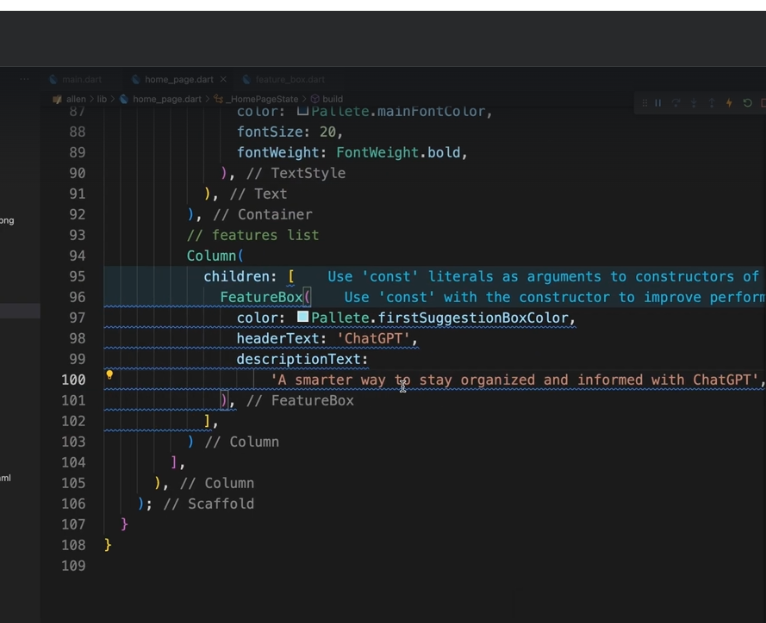 main.dart home_page.dart × feature_box.dart
allen > lib > home_page.dart > _HomePageState > build
87 color: Pallete.mainFontColor,
88 fontSize: 20,
89 fontWeight: FontWeight.bold,
90 ), // TextStyle
91 ), // Text
92 ), // Container
93 // features list
94 Column(
95 children: [ Use 'const' literals as arguments to constructors of
96 FeatureBox( Use 'const' with the constructor to improve perform
97 color: Pallete.firstSuggestionBoxColor,
98 headerText: 'ChatGPT',
99 descriptionText:
100 'A smarter way to stay organized and informed with ChatGPT',
101 ), // FeatureBox
102 ],
103 ) // Column
104 ],
105 ), // Column
106 ); // Scaffold
107 }
108 }
109
ong
ml